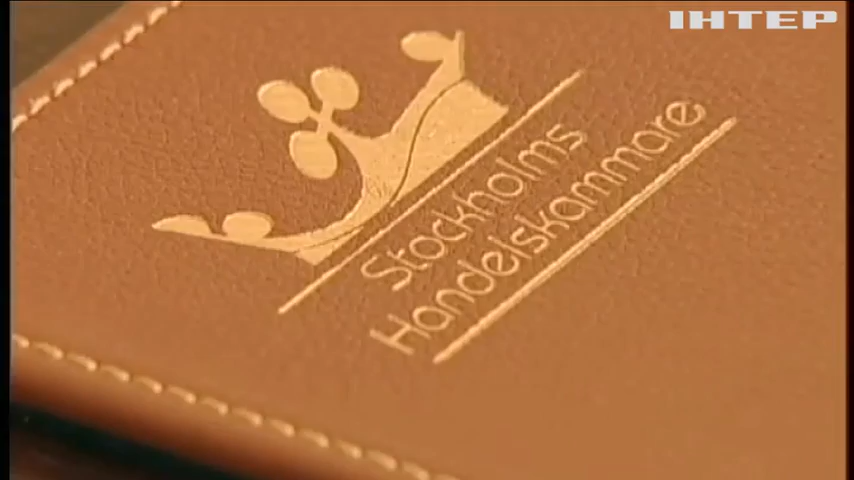 ІНТЕР
Stockholms
Handelskammare